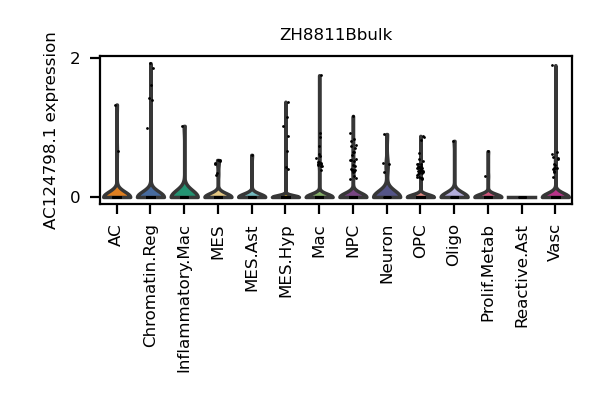 ZH8811Bbulk
AC124798.1 expression
2
0
AC
Chromatin.Reg
Inflammatory.Mac
MES
MES.Ast
MES.Hyp
Mac
NPC
Neuron
OPC
Oligo
Prolif.Metab
Reactive.Ast
Vasc